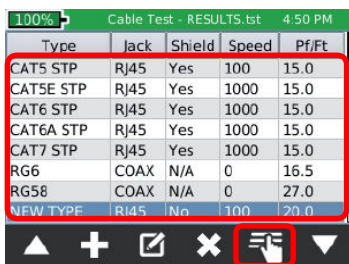 100% Cable Test - RESULTS.tst 4:50 PM
Type Jack Shield Speed Pf/Ft
CAT5 STP RJ45 Yes 100 15.0
CAT5E STP RJ45 Yes 1000 15.0
CAT6 STP RJ45 Yes 1000 15.0
CAT6A STP RJ45 Yes 1000 15.0
CAT7 STP RJ45 Yes 1000 15.0
RG6 COAX N/A 0 16.5
RG58 COAX N/A 0 27.0
NEW TYPE RJ45 No 100 20.0